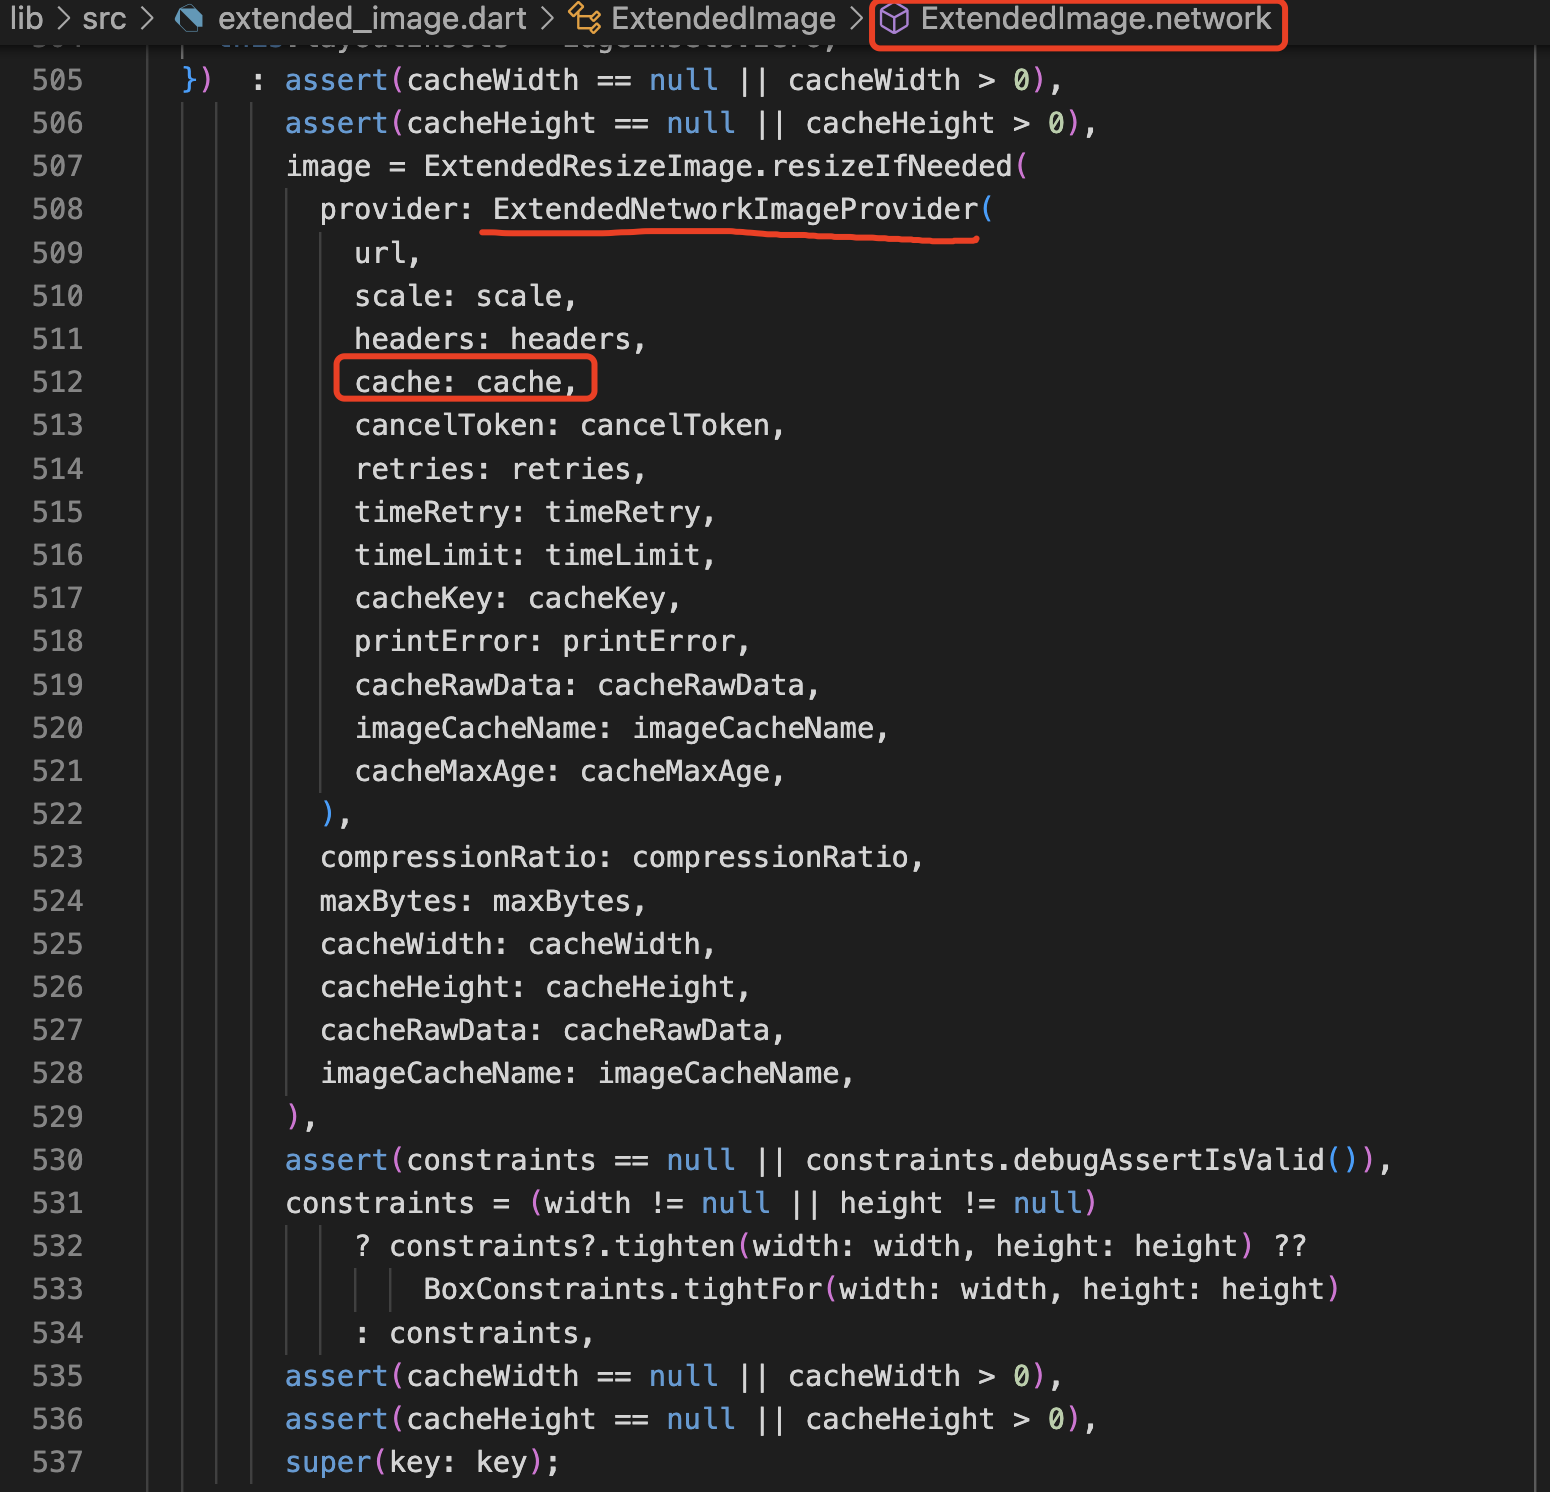 lib > src > extended_image.dart > ExtendedImage > ExtendedImage.network
505 }) : assert(cacheWidth == null || cacheWidth > 0),
506 assert(cacheHeight == null || cacheHeight > 0),
507 image = ExtendedResizeImage.resizeIfNeeded(
508 provider: ExtendedNetworkImageProvider(
509 url,
510 scale: scale,
511 headers: headers,
512 cache: cache,
513 cancelToken: cancelToken,
514 retries: retries,
515 timeRetry: timeRetry,
516 timeLimit: timeLimit,
517 cacheKey: cacheKey,
518 printError: printError,
519 cacheRawData: cacheRawData,
520 imageCacheName: imageCacheName,
521 cacheMaxAge: cacheMaxAge,
522 ),
523 compressionRatio: compressionRatio,
524 maxBytes: maxBytes,
525 cacheWidth: cacheWidth,
526 cacheHeight: cacheHeight,
527 cacheRawData: cacheRawData,
528 imageCacheName: imageCacheName,
529 ),
530 assert(constraints == null || constraints.debugAssertIsValid()),
531 constraints = (width != null || height != null)
532 ? constraints?.tighten(width: width, height: height) ??
533 BoxConstraints.tightFor(width: width, height: height)
534 : constraints,
535 assert(cacheWidth == null || cacheWidth > 0),
536 assert(cacheHeight == null || cacheHeight > 0),
537 super(key: key);